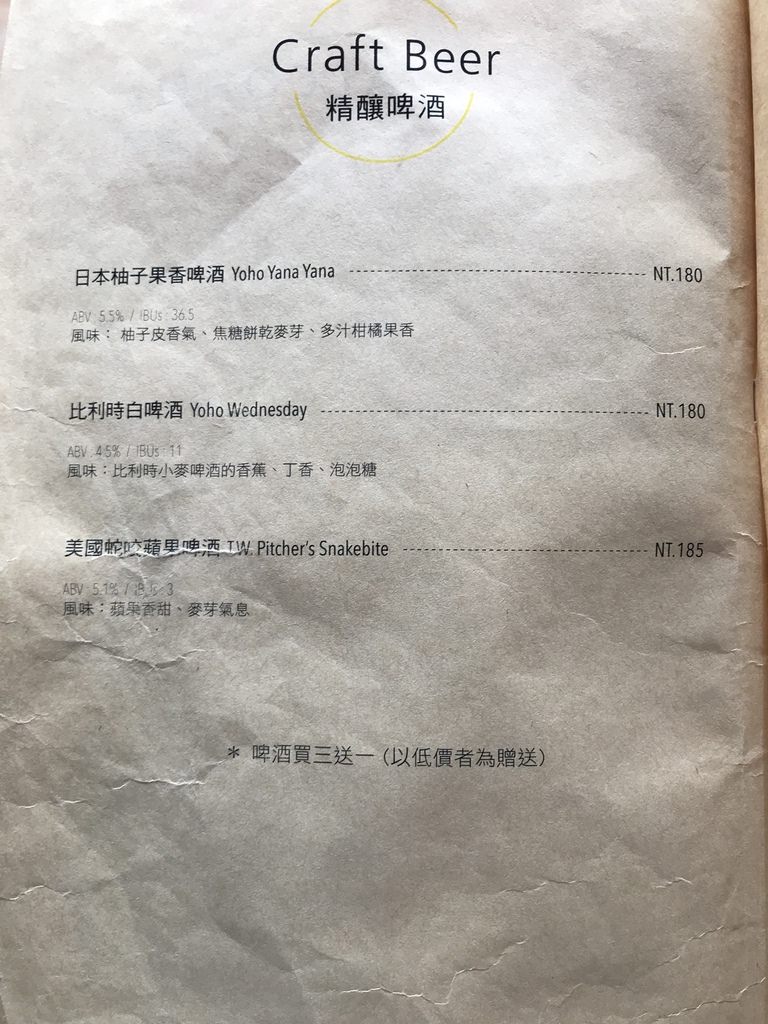 Craft Beer
精釀啤酒
日本柚子果香啤酒 Yoho Yana Yana NT.180
ABV : 5.5% / IBUs : 36.5
風味： 柚子皮香氣、焦糖餅乾麥芽、多汁柑橘果香
比利時白啤酒 Yoho Wednesday NT.180
ABV : 4.5% / IBUs : 11
風味：比利時小麥啤酒的香蕉、丁香、泡泡糖
美國蛇咬蘋果啤酒 T.W. Pitcher's Snakebite NT.185
ABV : 5.1% / IBUs : 3
風味：蘋果香甜、麥芽氣息
＊ 啤酒買三送一 (以低價者為贈送)